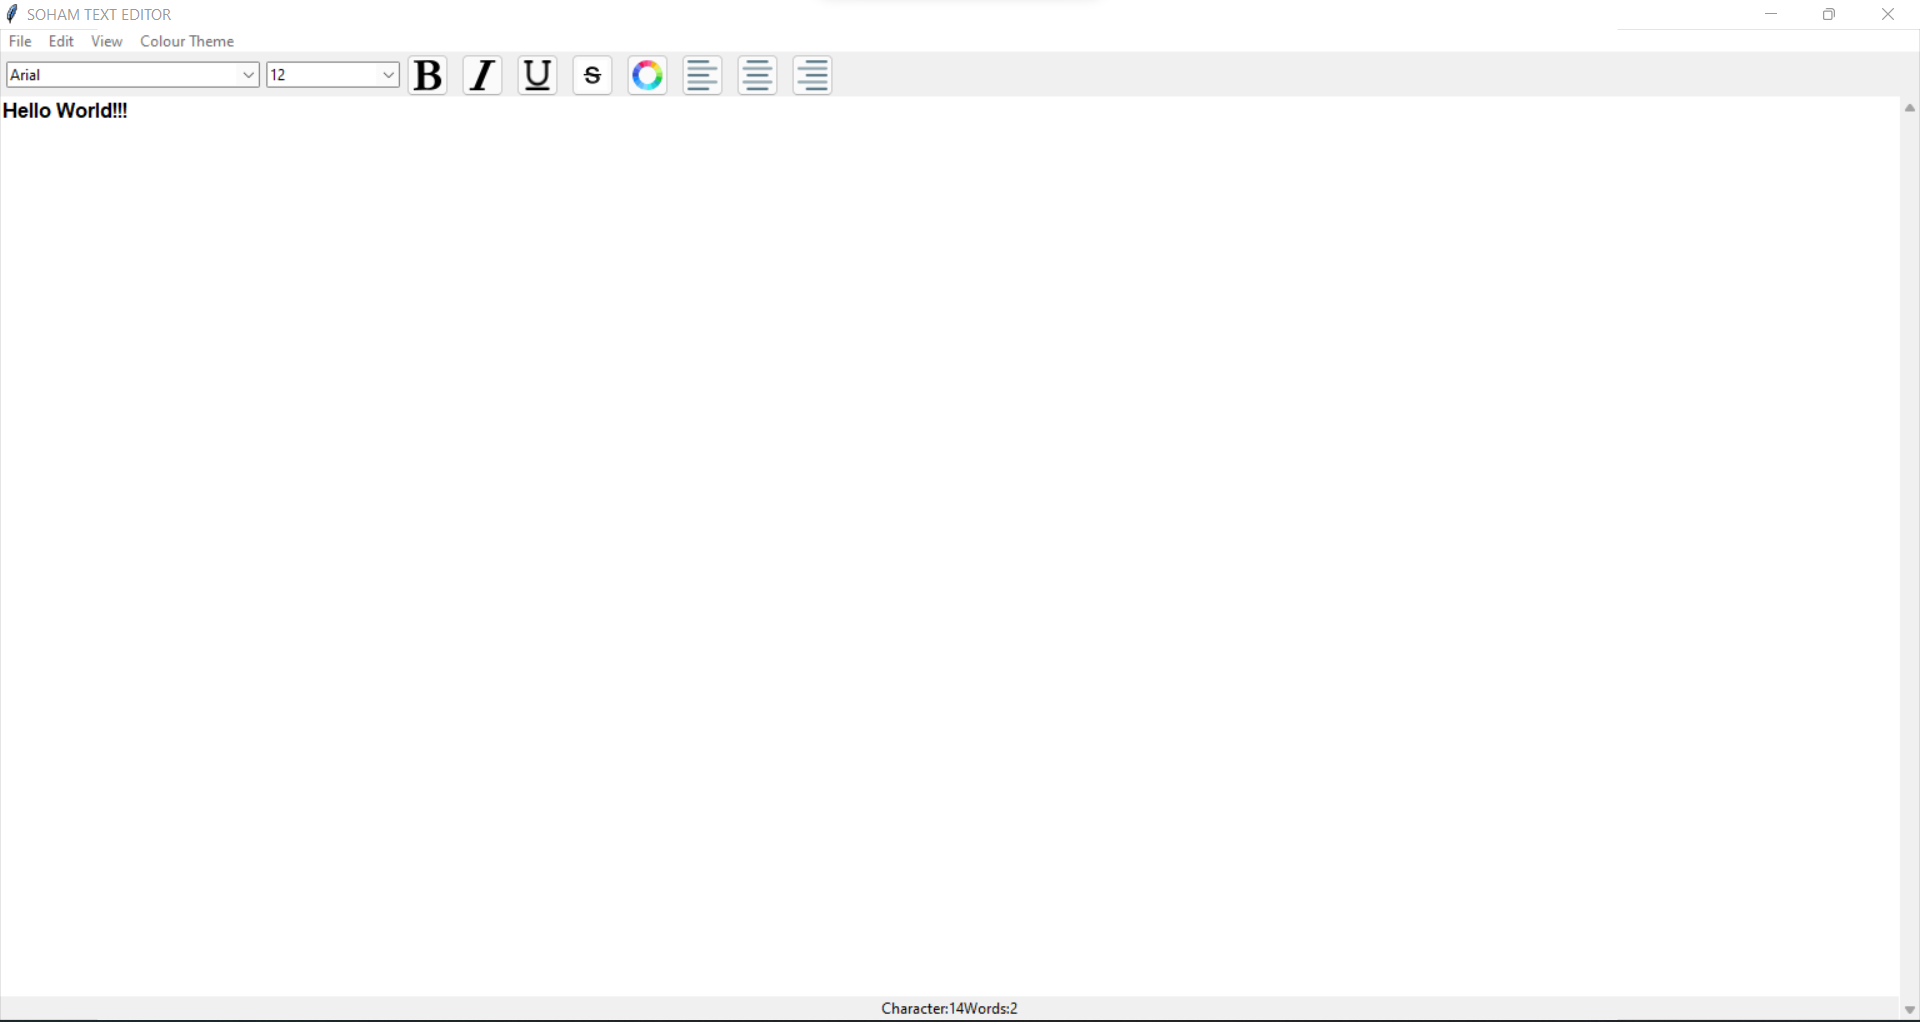 SOHAM TEXT EDITOR
File Edit View Colour Theme
Arial 12 B I U S
Hello World!!!
Character:14Words:2